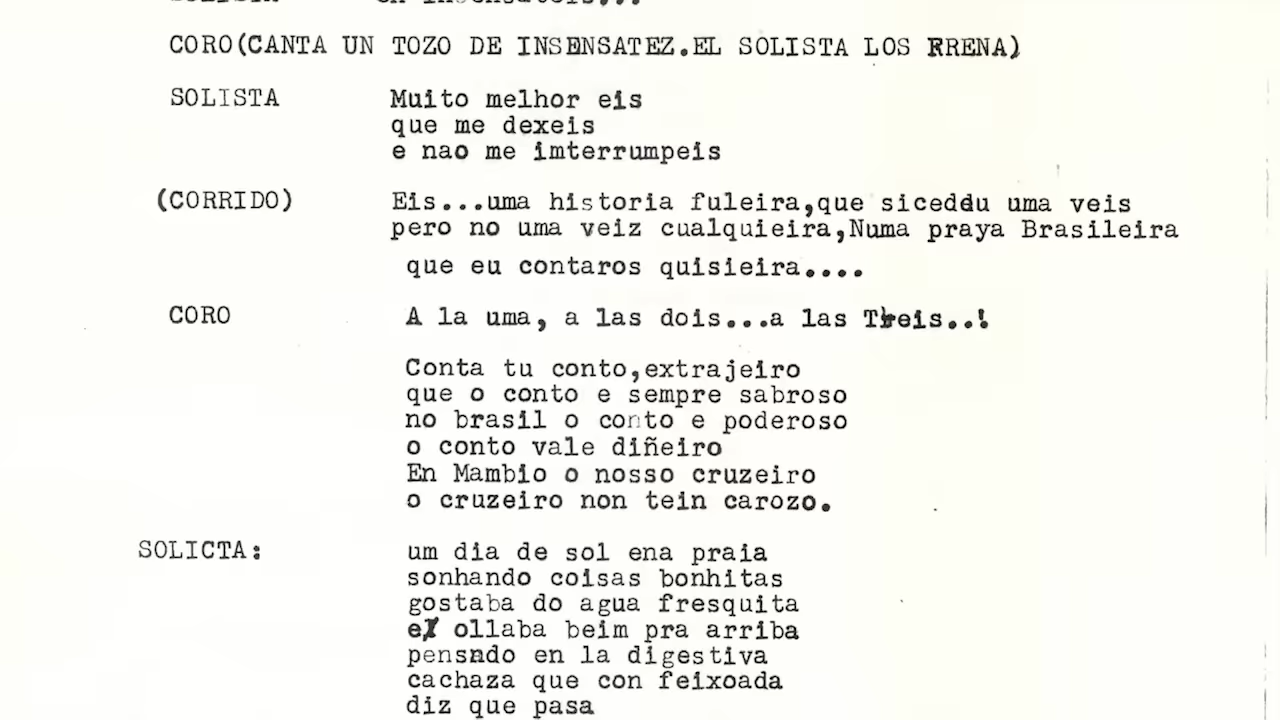 CORO(CANTA UN TOZO DE INSENSATEZ.EL SOLISTA LOS FRENA)
SOLISTA Muito melhor eis
que me dexeis
e nao me imterrumpeis
(CORRIDO) Eis...uma historia fuleira,que siceddu uma veis
pero no uma veiz cualquieira,Numa praya Brasileira
que eu contaros quisieira....
CORO A la uma, a las dois...a las Treis..!
Conta tu conto,extrajeiro
que o conto e sempre sabroso
no brasil o conto e poderoso
o conto vale diñeiro
En Mambio o nosso cruzeiro
o cruzeiro non tein carozo.
SOLICTA: um dia de sol ena praia
sonhando coisas bonhitas
gostaba do agua fresquita
e ollaba beim pra arriba
pensado en la digestiva
cachaza que con feixoada
diz que pasa